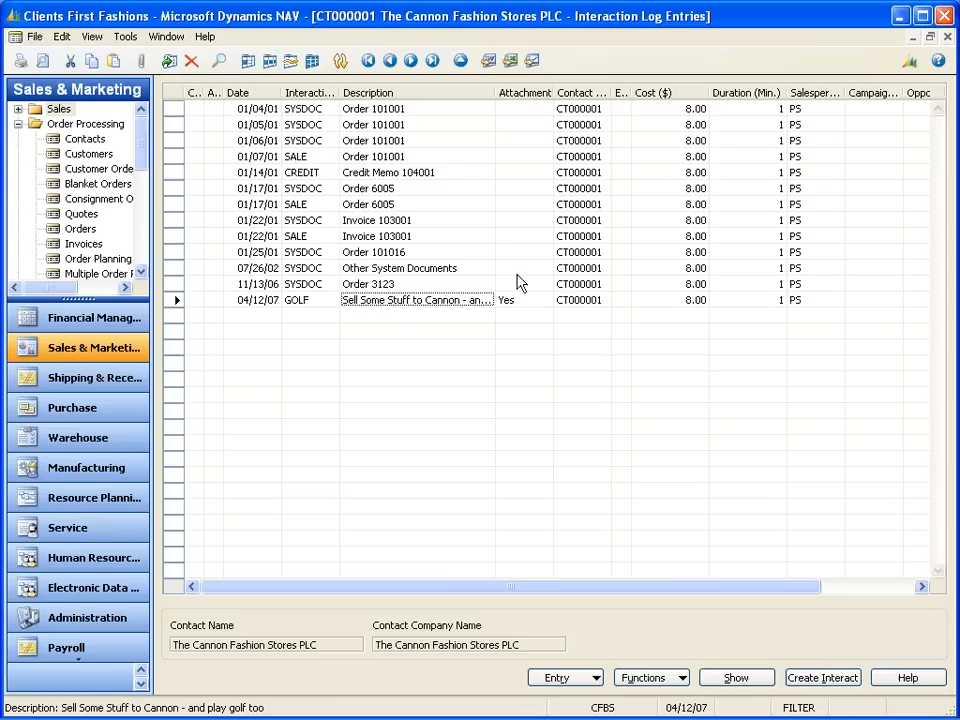 Clients First Fashions - Microsoft Dynamics NAV - [CT000001 The Cannon Fashion Stores PLC - Interaction Log Entries]
File Edit View Tools Window Help
Sales & Marketing
Sales
Order Processing
Contacts
Customers
Customer Orde
Blanket Orders
Consignment O
Quotes
Orders
Invoices
Order Planning
Multiple Order F
Financial Manag...
Sales & Marketi...
Shipping & Rece...
Purchase
Warehouse
Manufacturing
Resource Planni...
Service
Human Resourc...
Electronic Data ...
Administration
Payroll
C.. A.. Date Interacti... Description Attachment Contact ... E.. Cost ($) Duration (Min.) Salesper... Campaig... Oppo
01/04/01 SYSDOC Order 101001 CT000001 8.00 1 PS
01/05/01 SYSDOC Order 101001 CT000001 8.00 1 PS
01/06/01 SYSDOC Order 101001 CT000001 8.00 1 PS
01/07/01 SALE Order 101001 CT000001 8.00 1 PS
01/14/01 CREDIT Credit Memo 104001 CT000001 8.00 1 PS
01/17/01 SYSDOC Order 6005 CT000001 8.00 1 PS
01/17/01 SALE Order 6005 CT000001 8.00 1 PS
01/22/01 SYSDOC Invoice 103001 CT000001 8.00 1 PS
01/22/01 SALE Invoice 103001 CT000001 8.00 1 PS
01/25/01 SYSDOC Order 101016 CT000001 8.00 1 PS
07/26/02 SYSDOC Other System Documents CT000001 8.00 1 PS
11/13/06 SYSDOC Order 3123 CT000001 8.00 1 PS
04/12/07 GOLF Sell Some Stuff to Cannon - an... Yes CT000001 8.00 1 PS
Contact Name Contact Company Name
The Cannon Fashion Stores PLC The Cannon Fashion Stores PLC
Entry Functions Show Create Interact Help
Description: Sell Some Stuff to Cannon - and play golf too CFBS 04/12/07 FILTER